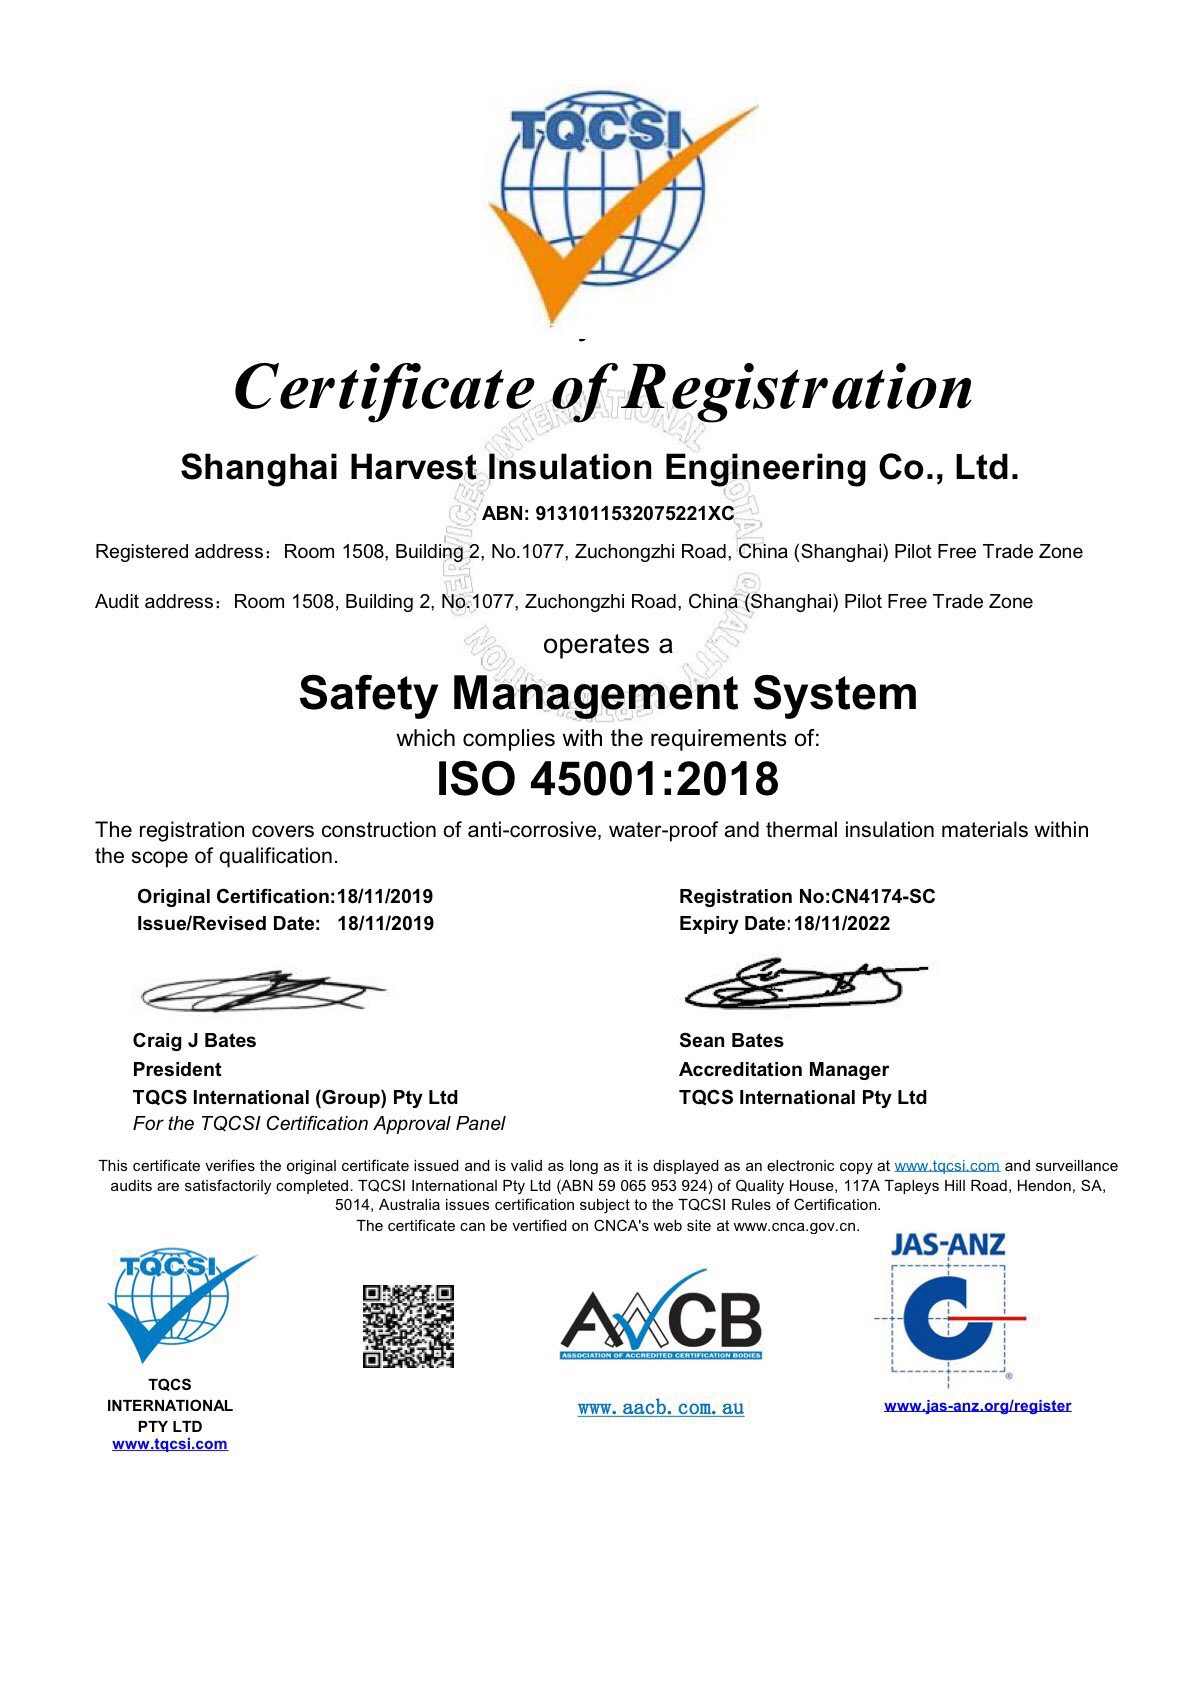 TQCSI
Certificate of Registration
Shanghai Harvest Insulation Engineering Co., Ltd.
ABN: 9131011532075221XC
Registered address：Room 1508, Building 2, No.1077, Zuchongzhi Road, China (Shanghai) Pilot Free Trade Zone
Audit address：Room 1508, Building 2, No.1077, Zuchongzhi Road, China (Shanghai) Pilot Free Trade Zone
TOTAL QUALITY CERTIFICATION SERVICES INTERNATIONAL
operates a
Safety Management System
which complies with the requirements of:
ISO 45001:2018
The registration covers construction of anti-corrosive, water-proof and thermal insulation materials within
the scope of qualification.
Original Certification:18/11/2019 Registration No:CN4174-SC
Issue/Revised Date: 18/11/2019 Expiry Date:18/11/2022
Craig J Bates Sean Bates
President Accreditation Manager
TQCS International (Group) Pty Ltd TQCS International Pty Ltd
For the TQCSI Certification Approval Panel
This certificate verifies the original certificate issued and is valid as long as it is displayed as an electronic copy at www.tqcsi.com and surveillance
audits are satisfactorily completed. TQCSI International Pty Ltd (ABN 59 065 953 924) of Quality House, 117A Tapleys Hill Road, Hendon, SA,
5014, Australia issues certification subject to the TQCSI Rules of Certification.
The certificate can be vertified on CNCA's web site at www.cnca.gov.cn.
TQCSI
TQCS
INTERNATIONAL
PTY LTD
www.tqcsi.com
AACB
ASSOCIATION OF ACCREDITED CERTIFICATION BODIES
www.aacb.com.au
JAS-ANZ
C
®
www.jas-anz.org/register